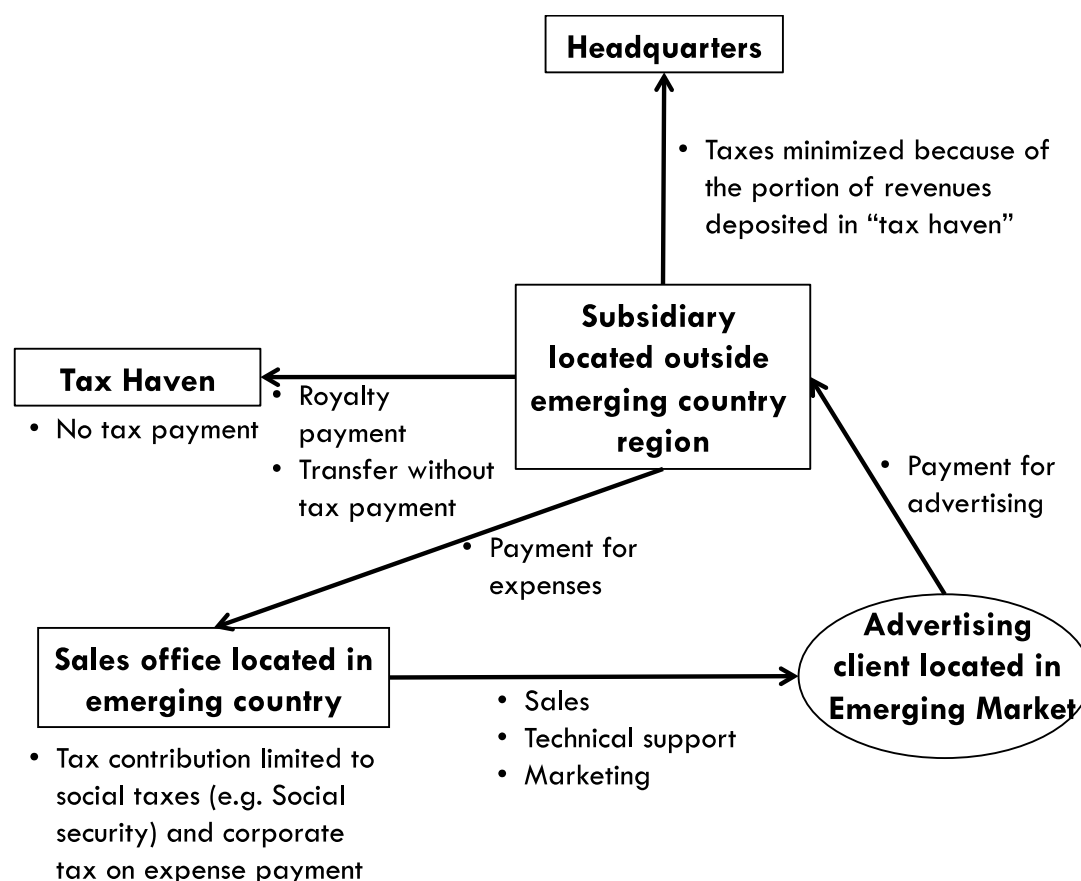 Headquarters
• Taxes minimized because of
the portion of revenues
deposited in “tax haven”
Subsidiary
located outside
emerging country
region
Tax Haven
• No tax payment
• Royalty
payment
• Transfer without
tax payment
• Payment for
advertising
• Payment for
expenses
Advertising
client located in
Emerging Market
Sales office located in
emerging country
• Sales
• Technical support
• Marketing
• Tax contribution limited to
social taxes (e.g. Social
security) and corporate
tax on expense payment